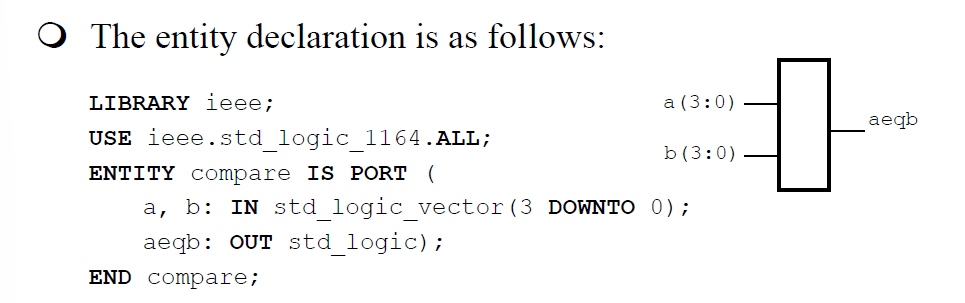 The entity declaration is as follows:
LIBRARY ieee;
USE ieee.std_logic_1164.ALL;
ENTITY compare IS PORT (
a, b: IN std_logic_vector(3 DOWNTO 0);
aeqb: OUT std_logic);
END compare;
a(3:0)
b(3:0)
aeqb